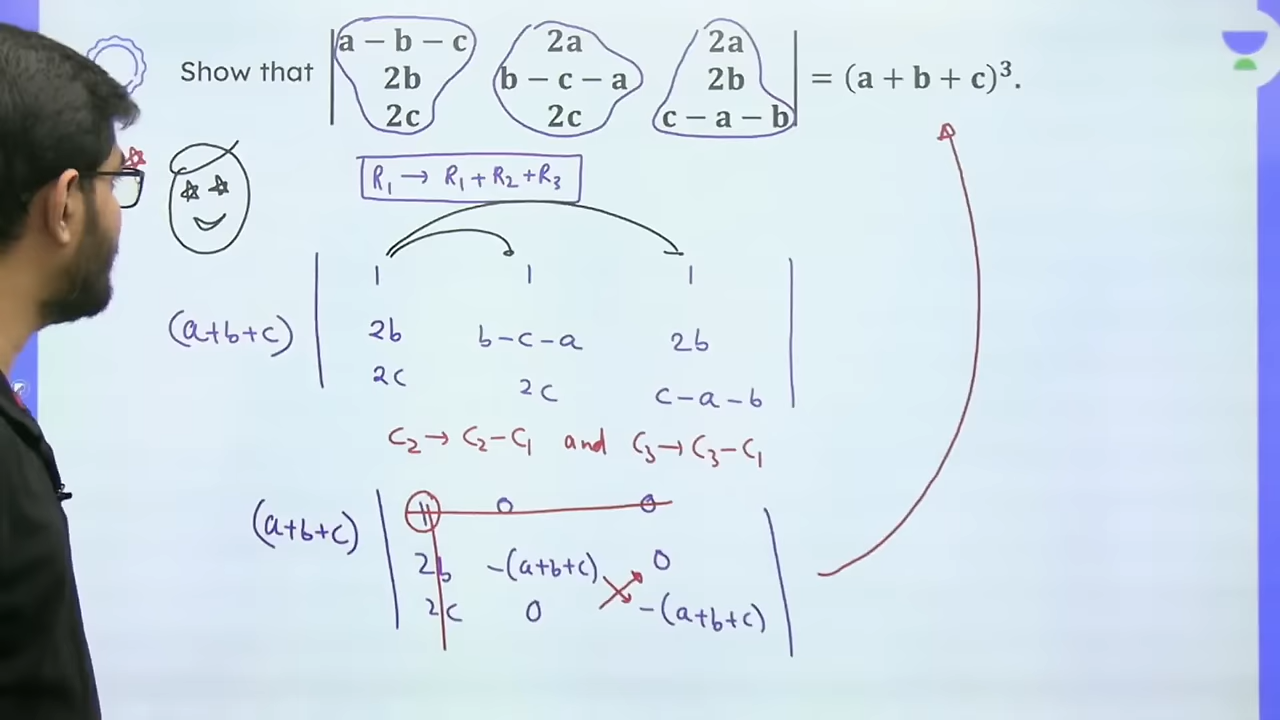 Show that | a − b − c 2a 2a | = (a + b + c)³.
2b b − c − a 2b
2c 2c c − a − b
R₁ → R₁ + R₂ + R₃
1 1 1
(a+b+c) 2b b-c-a 2b
2c 2c c-a-b
C₂ → C₂-C₁ and C₃ → C₃-C₁
1 0 0
(a+b+c) 2b -(a+b+c) 0
2c 0 -(a+b+c)